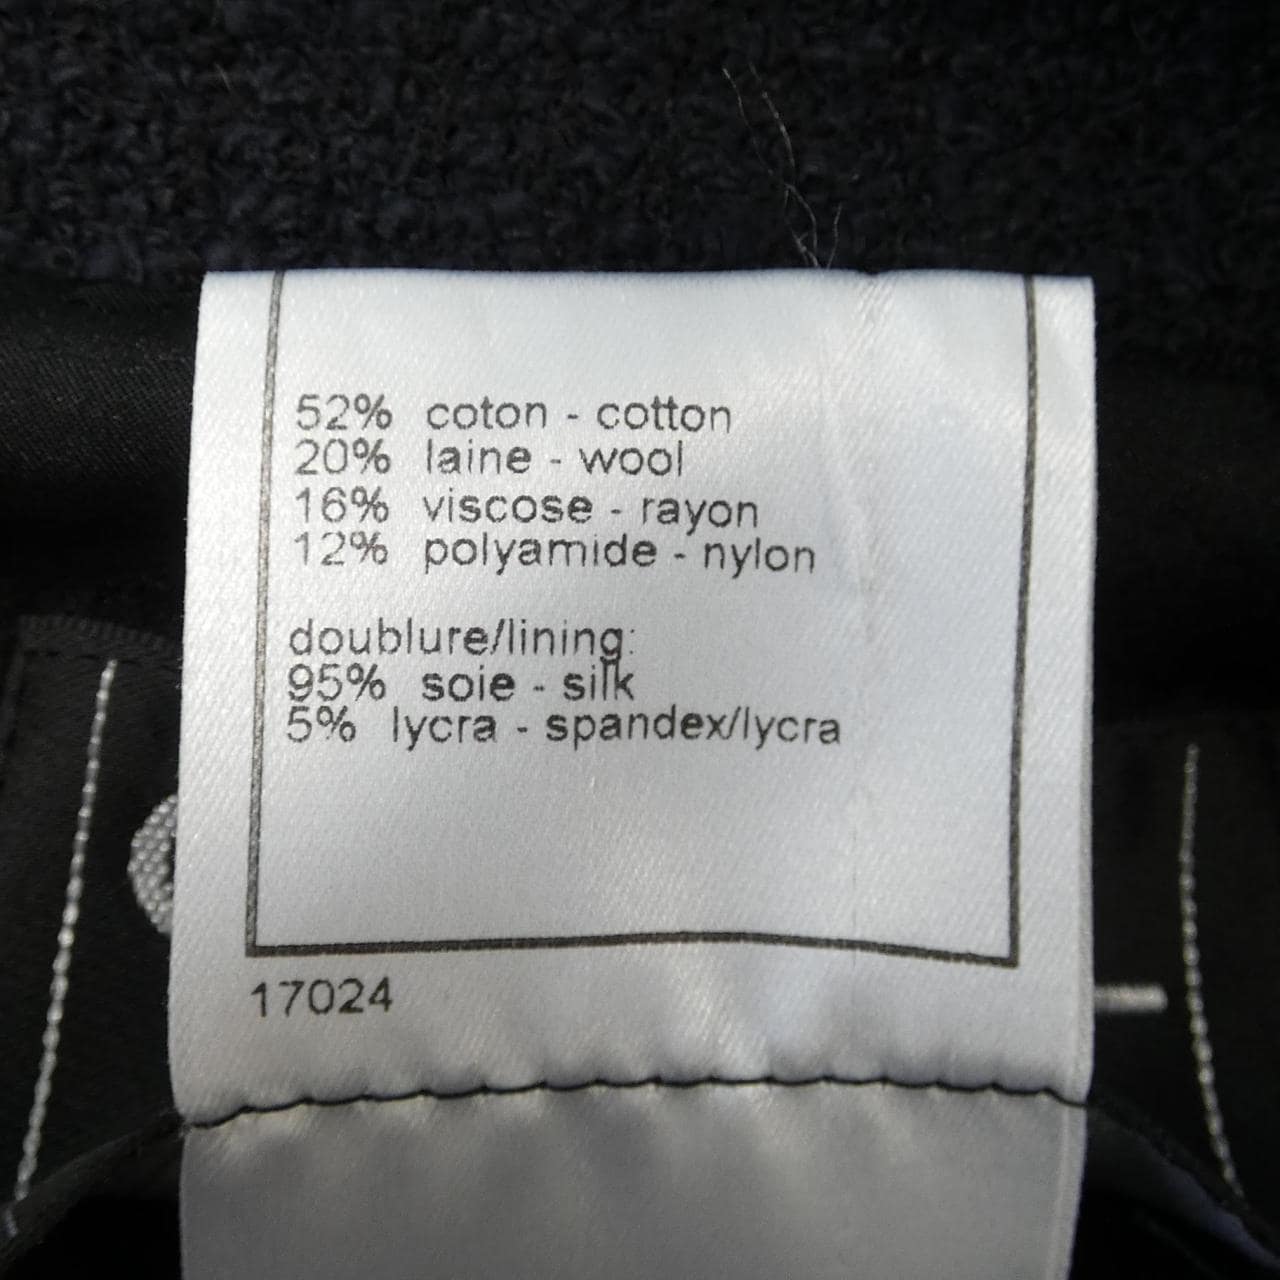 52% coton - cotton
20% laine - wool
16% viscose - rayon
12% polyamide - nylon
doublure/lining:
95% soie - silk
5% lycra - spandex/lycra
17024